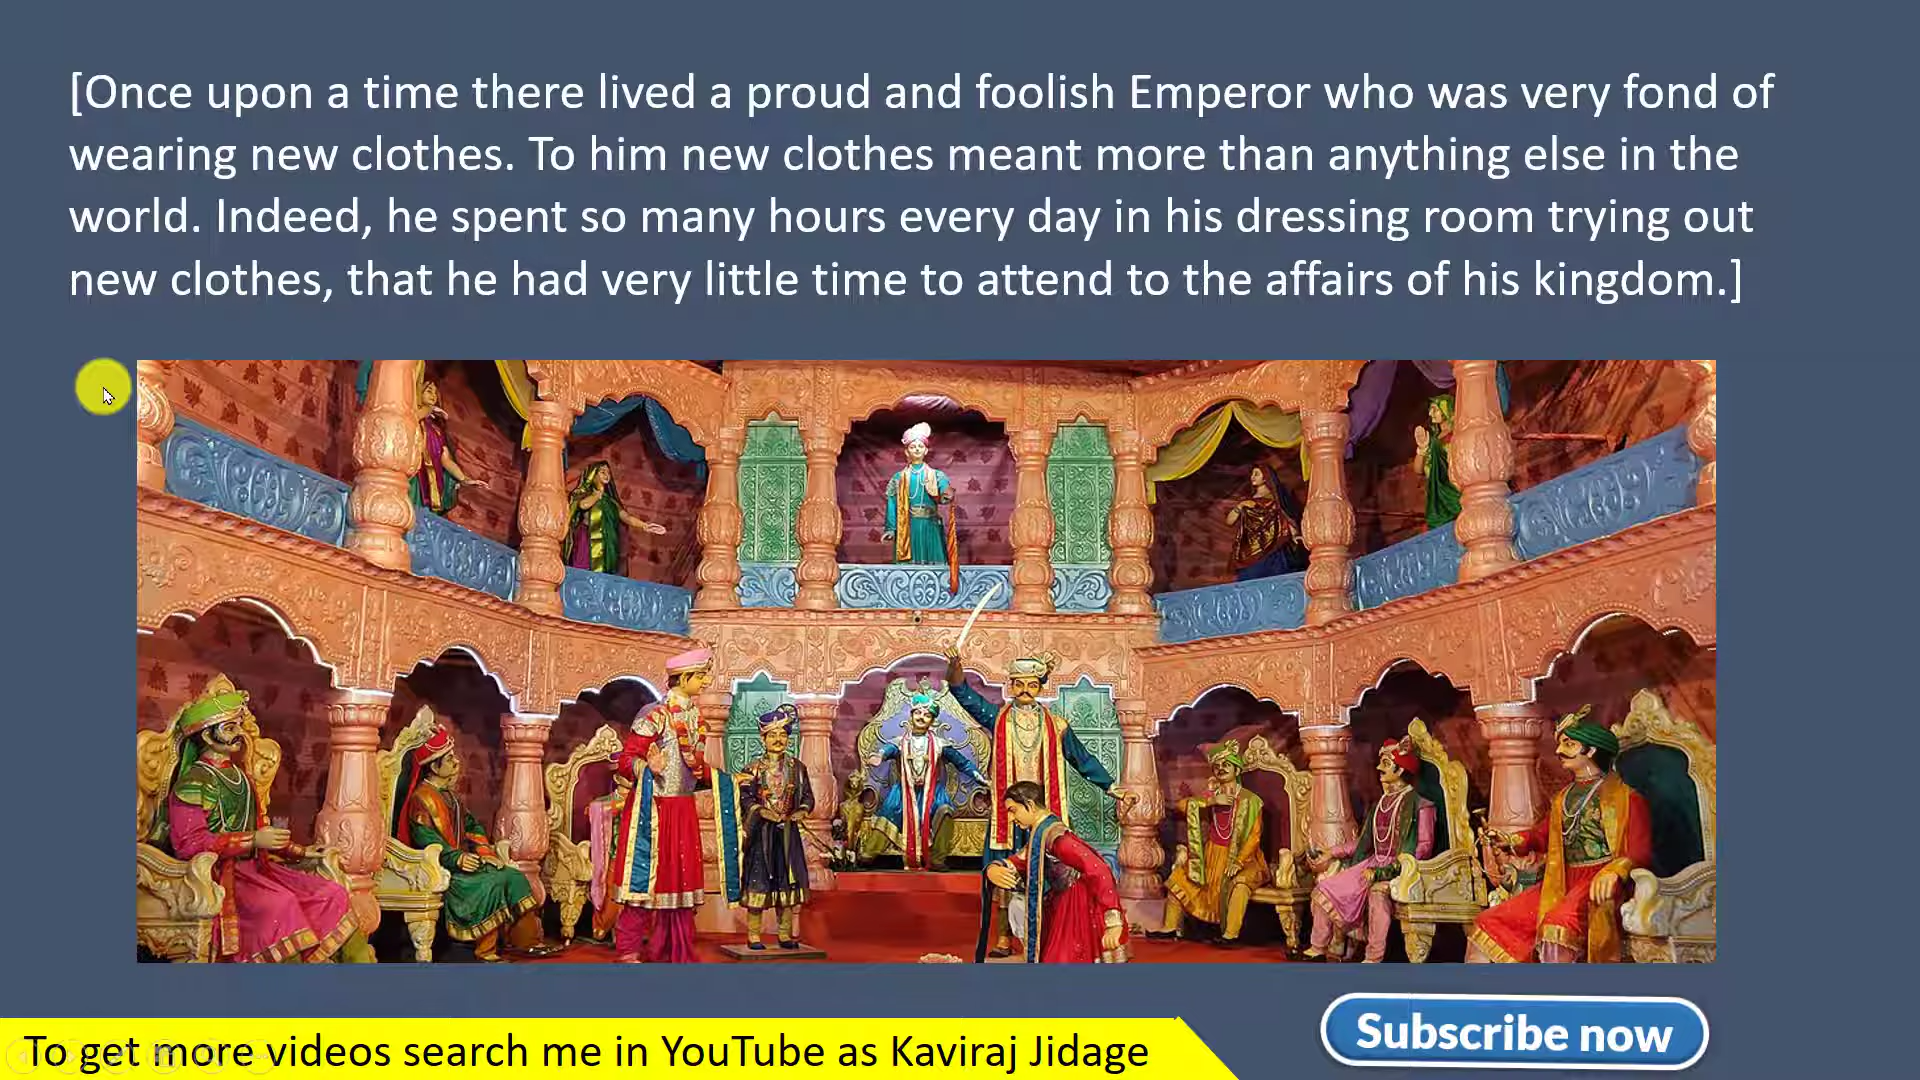 [Once upon a time there lived a proud and foolish Emperor who was very fond of
wearing new clothes. To him new clothes meant more than anything else in the
world. Indeed, he spent so many hours every day in his dressing room trying out
new clothes, that he had very little time to attend to the affairs of his kingdom.]
To get more videos search me in YouTube as Kaviraj Jidage
Subscribe now